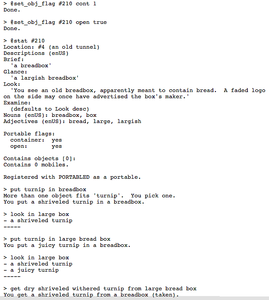 > @set_obj_flag #210 cont 1
Done.
> @set_obj_flag #210 open true
Done.
> @stat #210
Location: #4 (an old tunnel)
Descriptions (enUS)
Brief:
'a breadbox'
Glance:
'a largish breadbox'
Look:
'You see an old breadbox, apparently meant to contain bread. A faded logo
on the side may once have advertised the box's maker.'
Examine:
(defaults to Look desc)
Nouns (enUS): breadbox, box
Adjectives (enUS): bread, large, largish
Portable flags:
container: yes
open: yes
Contains objects [0]:
Contains 0 mobiles.
Registered with PORTABLED as a portable.
> put turnip in breadbox
More than one object fits 'turnip'. You pick one.
You put a shriveled turnip in a breadbox.
> look in large box
- a shriveled turnip
-----
> put turnip in large bread box
You put a juicy turnip in a breadbox.
> look in large box
- a shriveled turnip
- a juicy turnip
-----
> get dry shriveled withered turnip from large box
You get a shriveled turnip from a breadbox (taken).